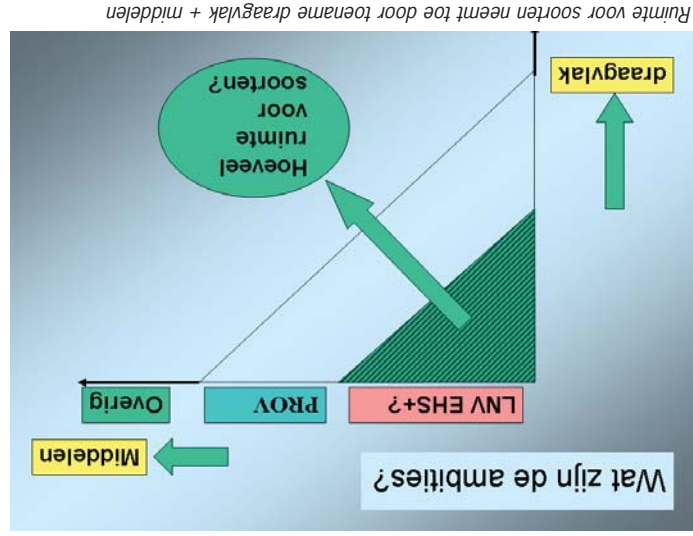 Wat zijn de ambities?
Middelen
LNV EHS+?
PROV
Overig
Hoeveel
ruimte
voor
soorten?
draagvlak
Ruimte voor soorten neemt toe door toename draagvlak + middelen